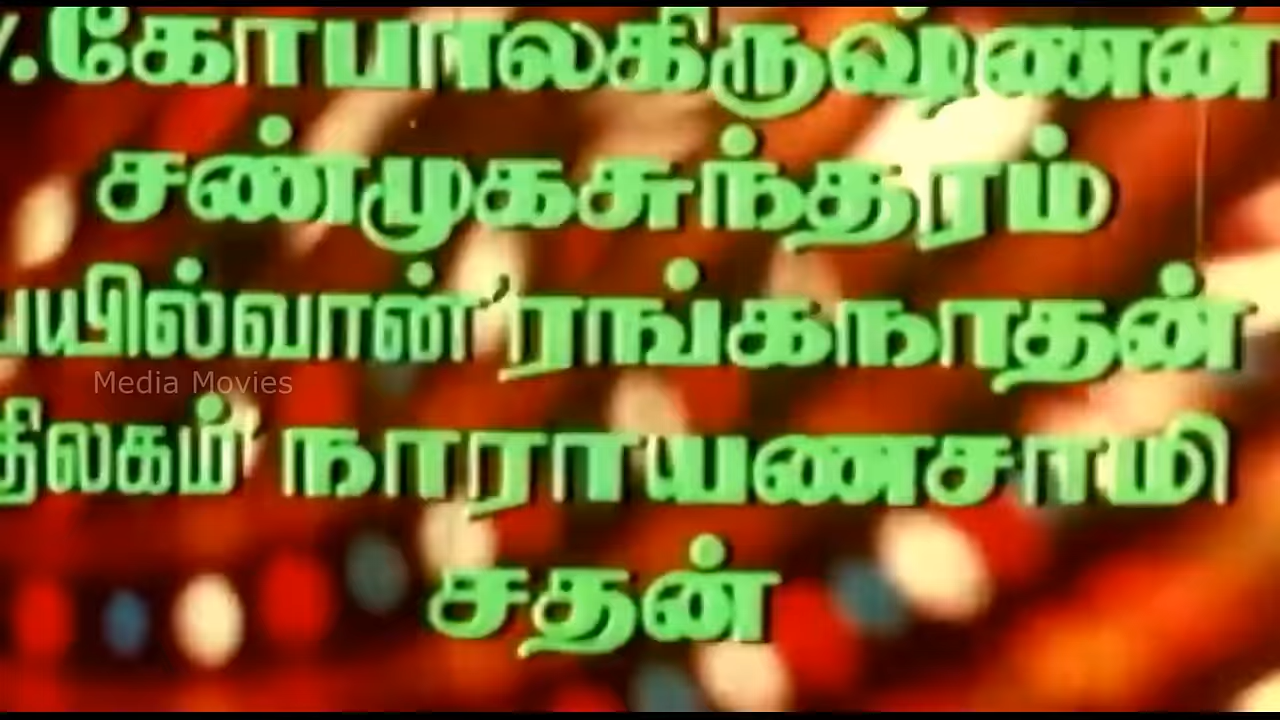 .கோபாலகிருஷ்ணன்
சண்முகசுந்தரம்
பயில்வான்' ரங்கநாதன்
Media Movies
திலகம்' நாராயணசாமி
சதன்